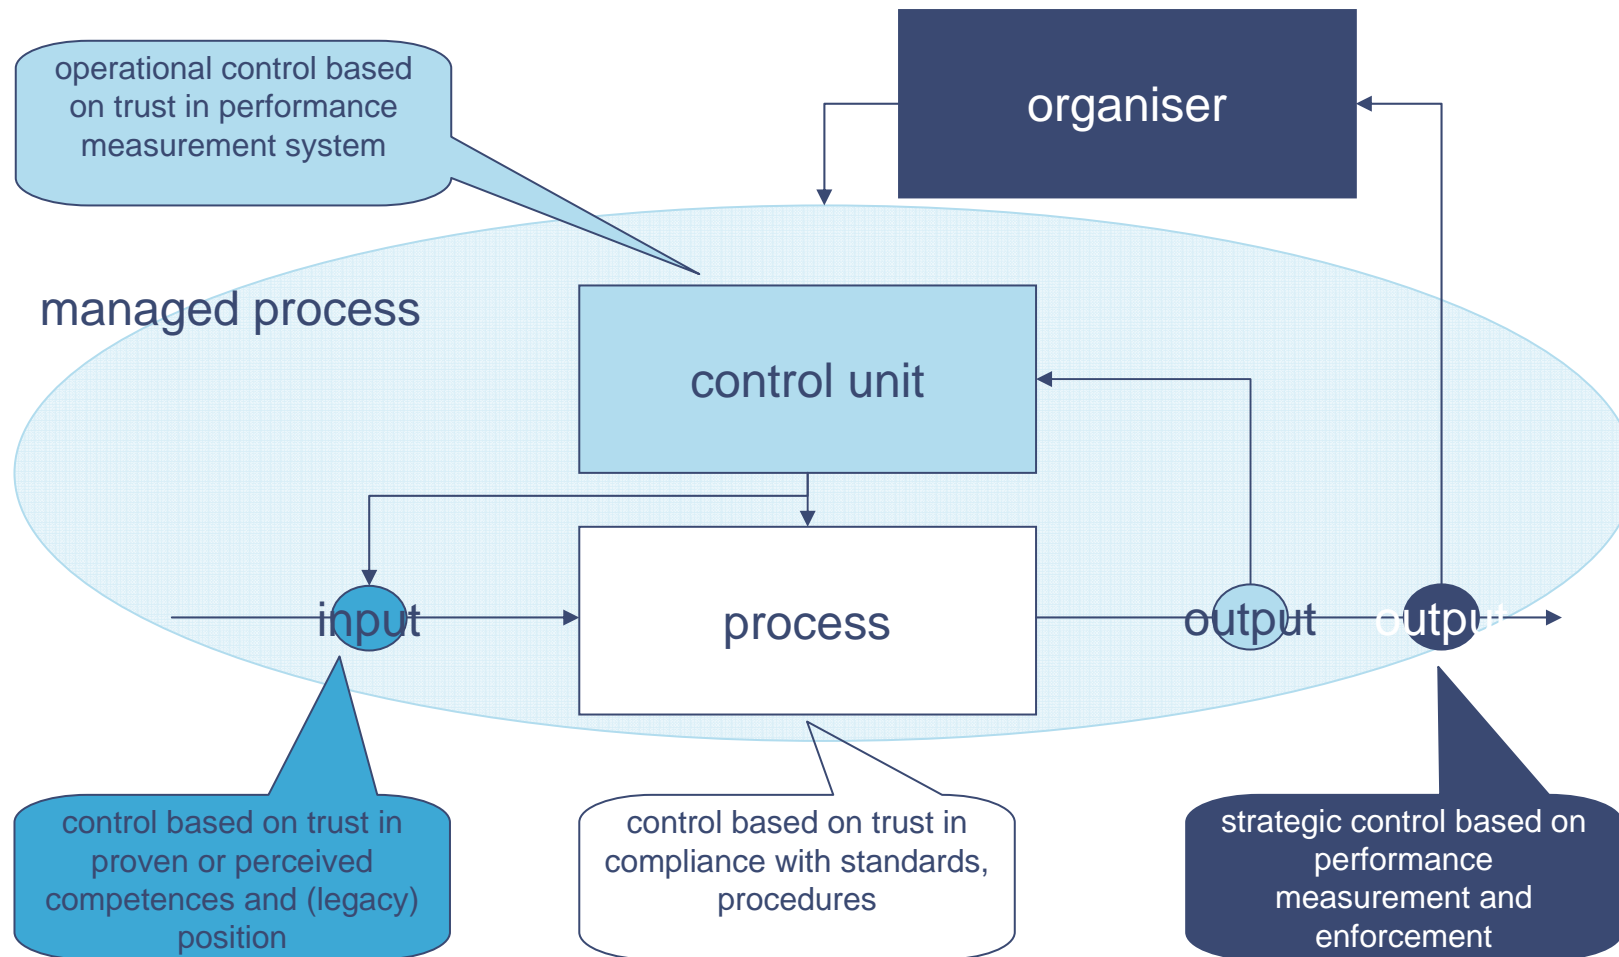 operational control based
on trust in performance
measurement system
organiser
managed process
control unit
input
process
output
output
control based on trust in
proven or perceived
competences and (legacy)
position
control based on trust in
compliance with standards,
procedures
strategic control based on
performance
measurement and
enforcement